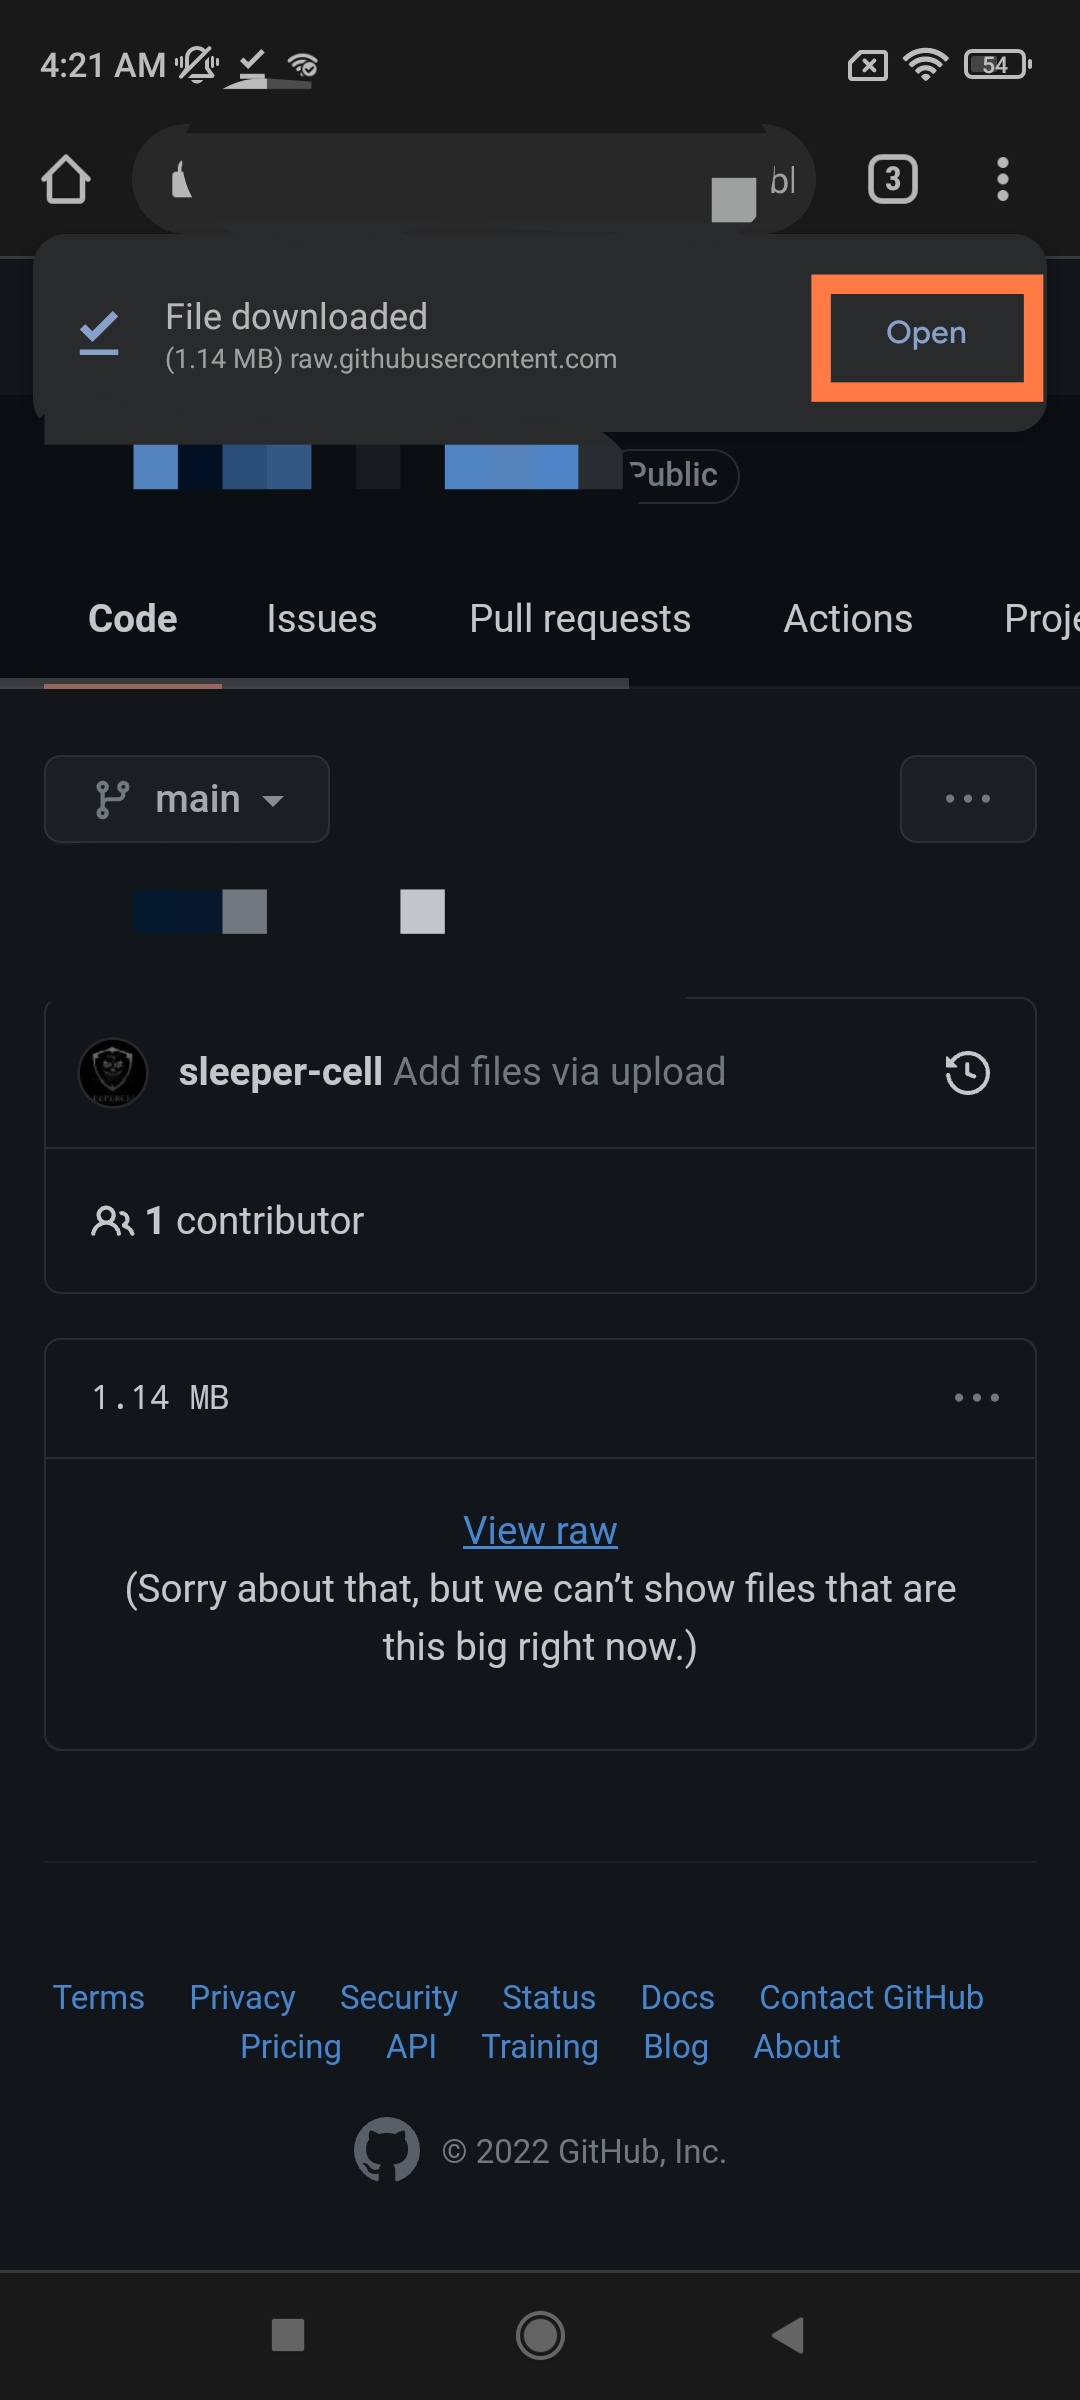 4:21 AM
54
bl
3
File downloaded
(1.14 MB) raw.githubusercontent.com
Open
Public
Code Issues Pull requests Actions Proje
main
sleeper-cell Add files via upload
1 contributor
1.14 MB
View raw
(Sorry about that, but we can’t show files that are
this big right now.)
Terms Privacy Security Status Docs Contact GitHub
Pricing API Training Blog About
© 2022 GitHub, Inc.